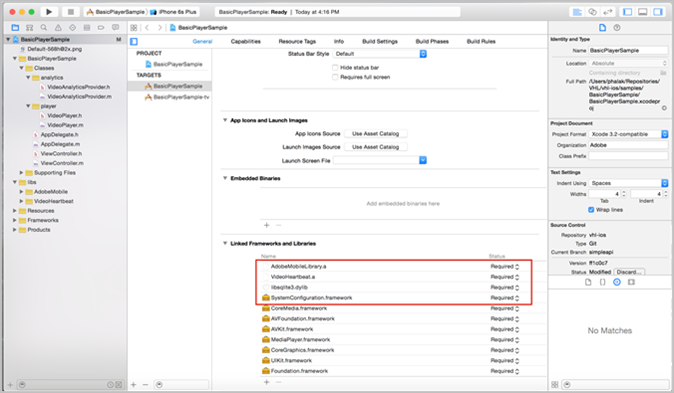 BasicPlayerSample
iPhone 6s Plus
BasicPlayerSample: Ready | Today at 4:16 PM
BasicPlayerSample
M
Default-568h@2x.png
BasicPlayerSample
Classes
analytics
VideoAnalyticsProvider.h
VideoAnalyticsProvider.m
player
VideoPlayer.h
VideoPlayer.m
AppDelegate.h
AppDelegate.m
ViewController.h
ViewController.m
Supporting Files
libs
AdobeMobile
VideoHeartbeat
Resources
Frameworks
Products
BasicPlayerSample
General
Capabilities
Resource Tags
Info
Build Settings
Build Phases
Build Rules
PROJECT
BasicPlayerSample
TARGETS
BasicPlayerSample
BasicPlayerSample-tv
Status Bar Style
Default
Hide status bar
Requires full screen
App Icons and Launch Images
App Icons Source
Use Asset Catalog
Launch Images Source
Use Asset Catalog
Launch Screen File
Embedded Binaries
Add embedded binaries here
Linked Frameworks and Libraries
Name
Status
AdobeMobileLibrary.a
Required
VideoHeartbeat.a
Required
libsqlite3.dylib
Required
SystemConfiguration.framework
Required
CoreMedia.framework
Required
AVFoundation.framework
Required
AVKit.framework
Required
MediaPlayer.framework
Required
CoreGraphics.framework
Required
UIKit.framework
Required
Foundation.framework
Required
Identity and Type
Name
BasicPlayerSample
Location
Absolute
Containing directory
Full Path
/Users/phalak/Repositories/
VHL/vhl-ios/samples/
BasicPlayerSample/
BasicPlayerSample.xcodepro
j
Project Document
Project Format
Xcode 3.2-compatible
Organization
Adobe
Class Prefix
Text Settings
Indent Using
Spaces
Widths
4
4
Tab
Indent
Wrap lines
Source Control
Repository
vhl-ios
Type
Git
Current Branch
simpleapi
Version
ff1c0c7
Status
Modified
Discard...
No Matches